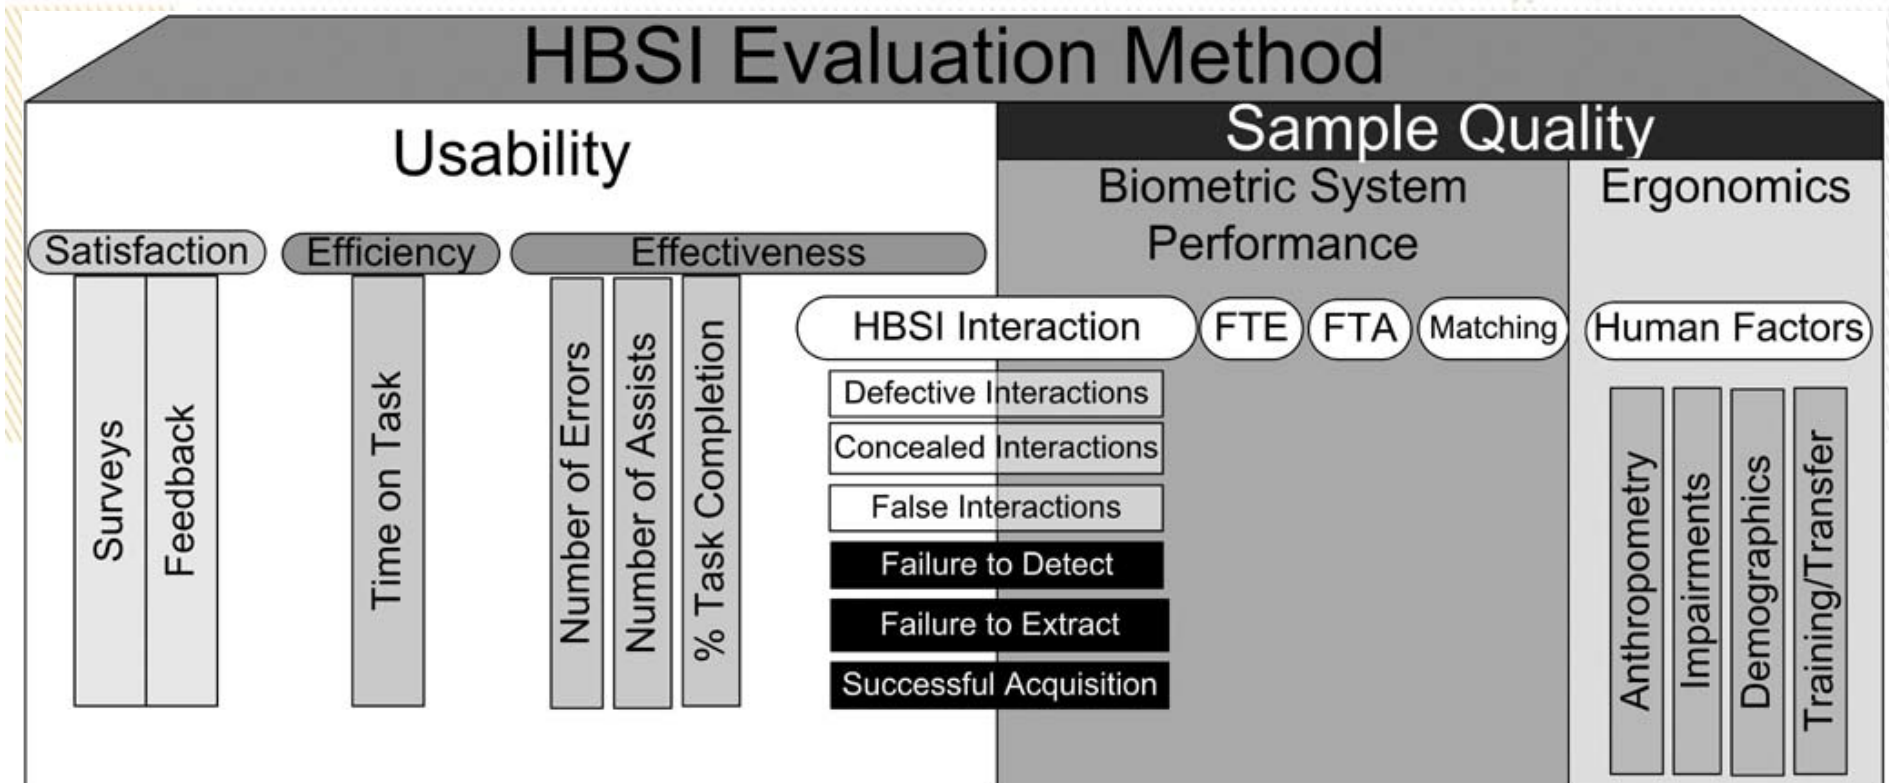 HBSI Evaluation Method
Usability
Satisfaction
Surveys
Feedback
Efficiency
Time on Task
Effectiveness
Number of Errors
Number of Assists
% Task Completion
Sample Quality
Biometric System
Performance
HBSI Interaction
Defective Interactions
Concealed Interactions
False Interactions
Failure to Detect
Failure to Extract
Successful Acquisition
FTE
FTA
Matching
Ergonomics
Human Factors
Anthropometry
Impairments
Demographics
Training/Transfer